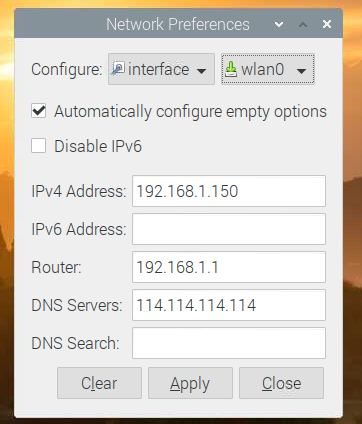 Network Preferences
Configure: interface wlan0
Automatically configure empty options
Disable IPv6
IPv4 Address: 192.168.1.150
IPv6 Address:
Router: 192.168.1.1
DNS Servers: 114.114.114.114
DNS Search:
Clear Apply Close